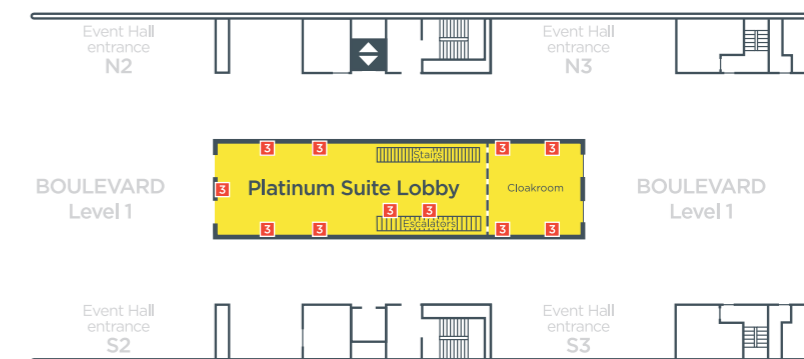 Event Hall
entrance
N2
Event Hall
entrance
N3
3
3
Stairs
3
3
BOULEVARD
Level 1
3
Platinum Suite Lobby
Cloakroom
BOULEVARD
Level 1
3
3
Escalators
3
3
3
3
Event Hall
entrance
S2
Event Hall
entrance
S3